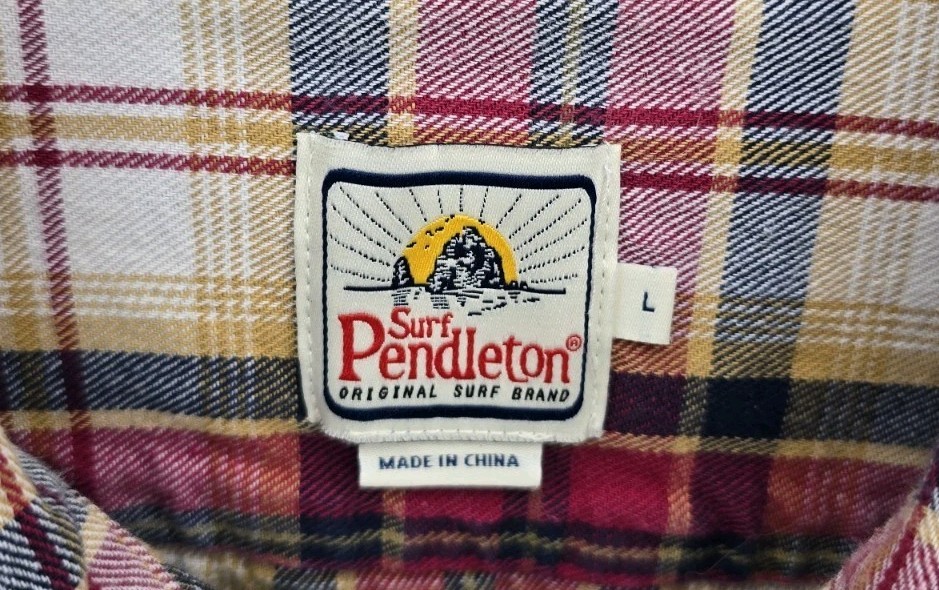 Surf
Pendleton®
ORIGINAL SURF BRAND
L
MADE IN CHINA